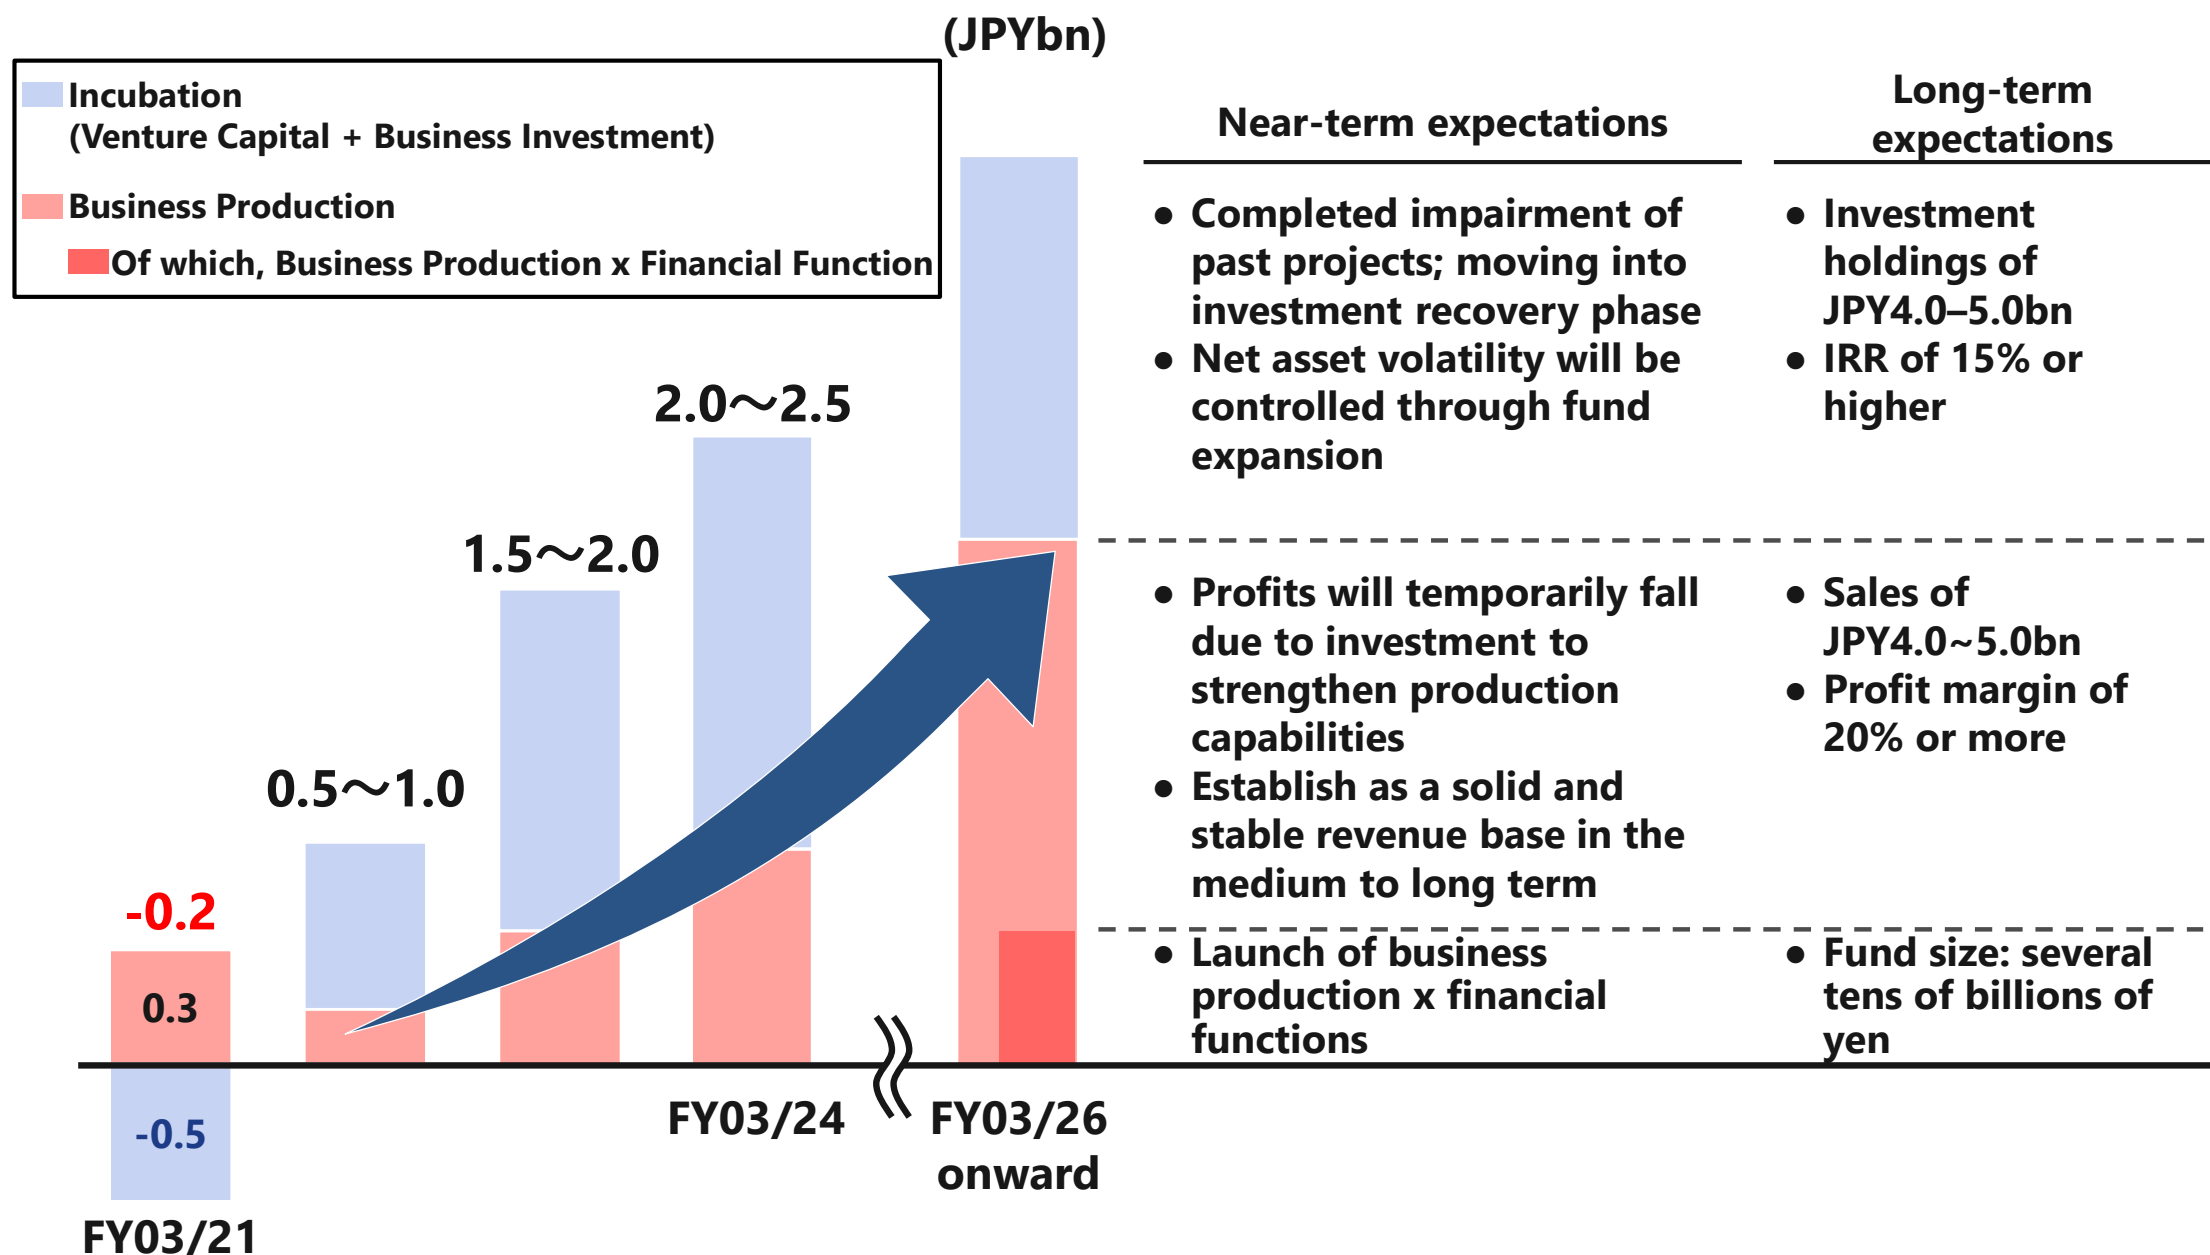 (JPYbn)
Incubation
(Venture Capital + Business Investment)
Business Production
Of which, Business Production x Financial Function
2.0～2.5
1.5～2.0
0.5～1.0
-0.2
0.3
-0.5
FY03/21
FY03/24
FY03/26
onward
Near-term expectations
● Completed impairment of
past projects; moving into
investment recovery phase
● Net asset volatility will be
controlled through fund
expansion
● Profits will temporarily fall
due to investment to
strengthen production
capabilities
● Establish as a solid and
stable revenue base in the
medium to long term
● Launch of business
production x financial
functions
Long-term
expectations
● Investment
holdings of
JPY4.0–5.0bn
● IRR of 15% or
higher
● Sales of
JPY4.0~5.0bn
● Profit margin of
20% or more
● Fund size: several
tens of billions of
yen